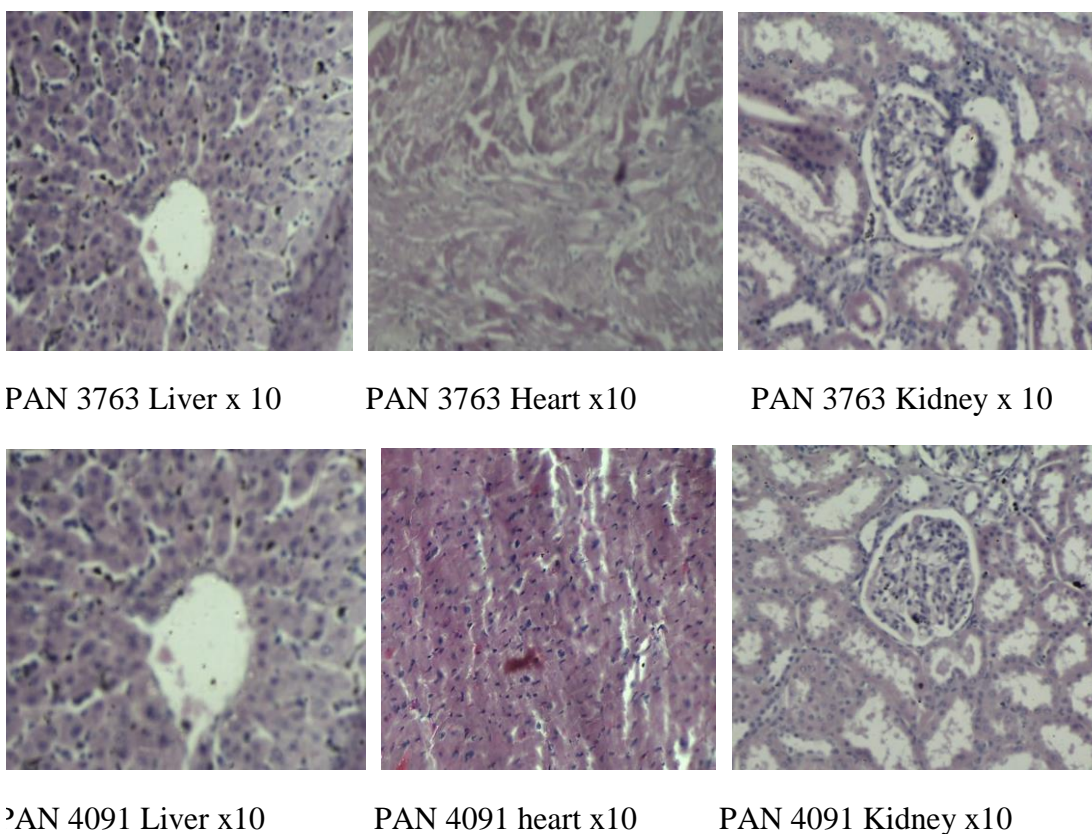 PAN 3763 Liver x 10
PAN 3763 Heart x10
PAN 3763 Kidney x 10
PAN 4091 Liver x10
PAN 4091 heart x10
PAN 4091 Kidney x10